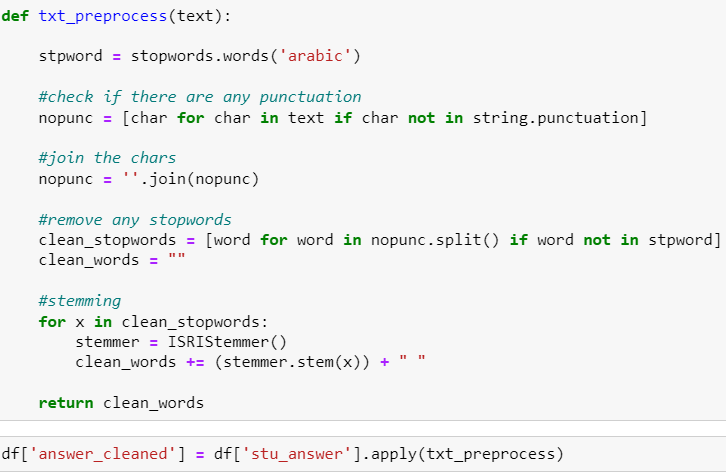 def txt_preprocess(text):
    stpword = stopwords.words('arabic')
    #check if there are any punctuation
    nopunc = [char for char in text if char not in string.punctuation]
    #join the chars
    nopunc = ''.join(nopunc)
    #remove any stopwords
    clean_stopwords = [word for word in nopunc.split() if word not in stpword]
    clean_words = ""
    #stemming
    for x in clean_stopwords:
        stemmer = ISRIStemmer()
        clean_words += (stemmer.stem(x)) + " "
    return clean_words
df['answer_cleaned'] = df['stu_answer'].apply(txt_preprocess)